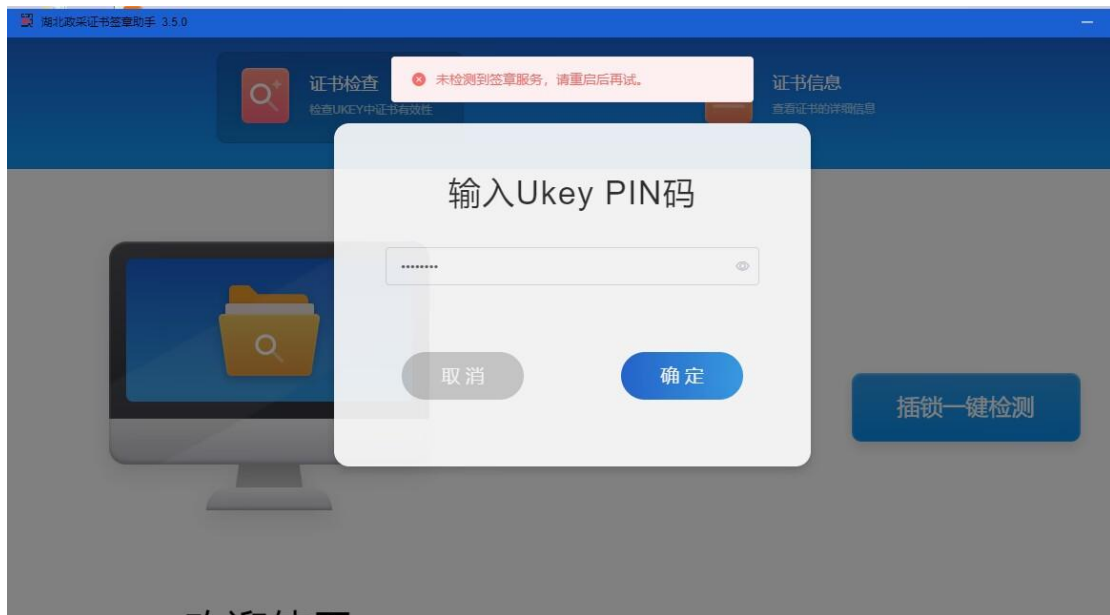 湖北政采证书签章助手 3.5.0
未检测到签章服务，请重启后再试。
证书检查
检查UKEY中证书有效性
证书信息
查看证书的详细信息
输入Ukey PIN码
••••••••
取消
确定
插锁一键检测